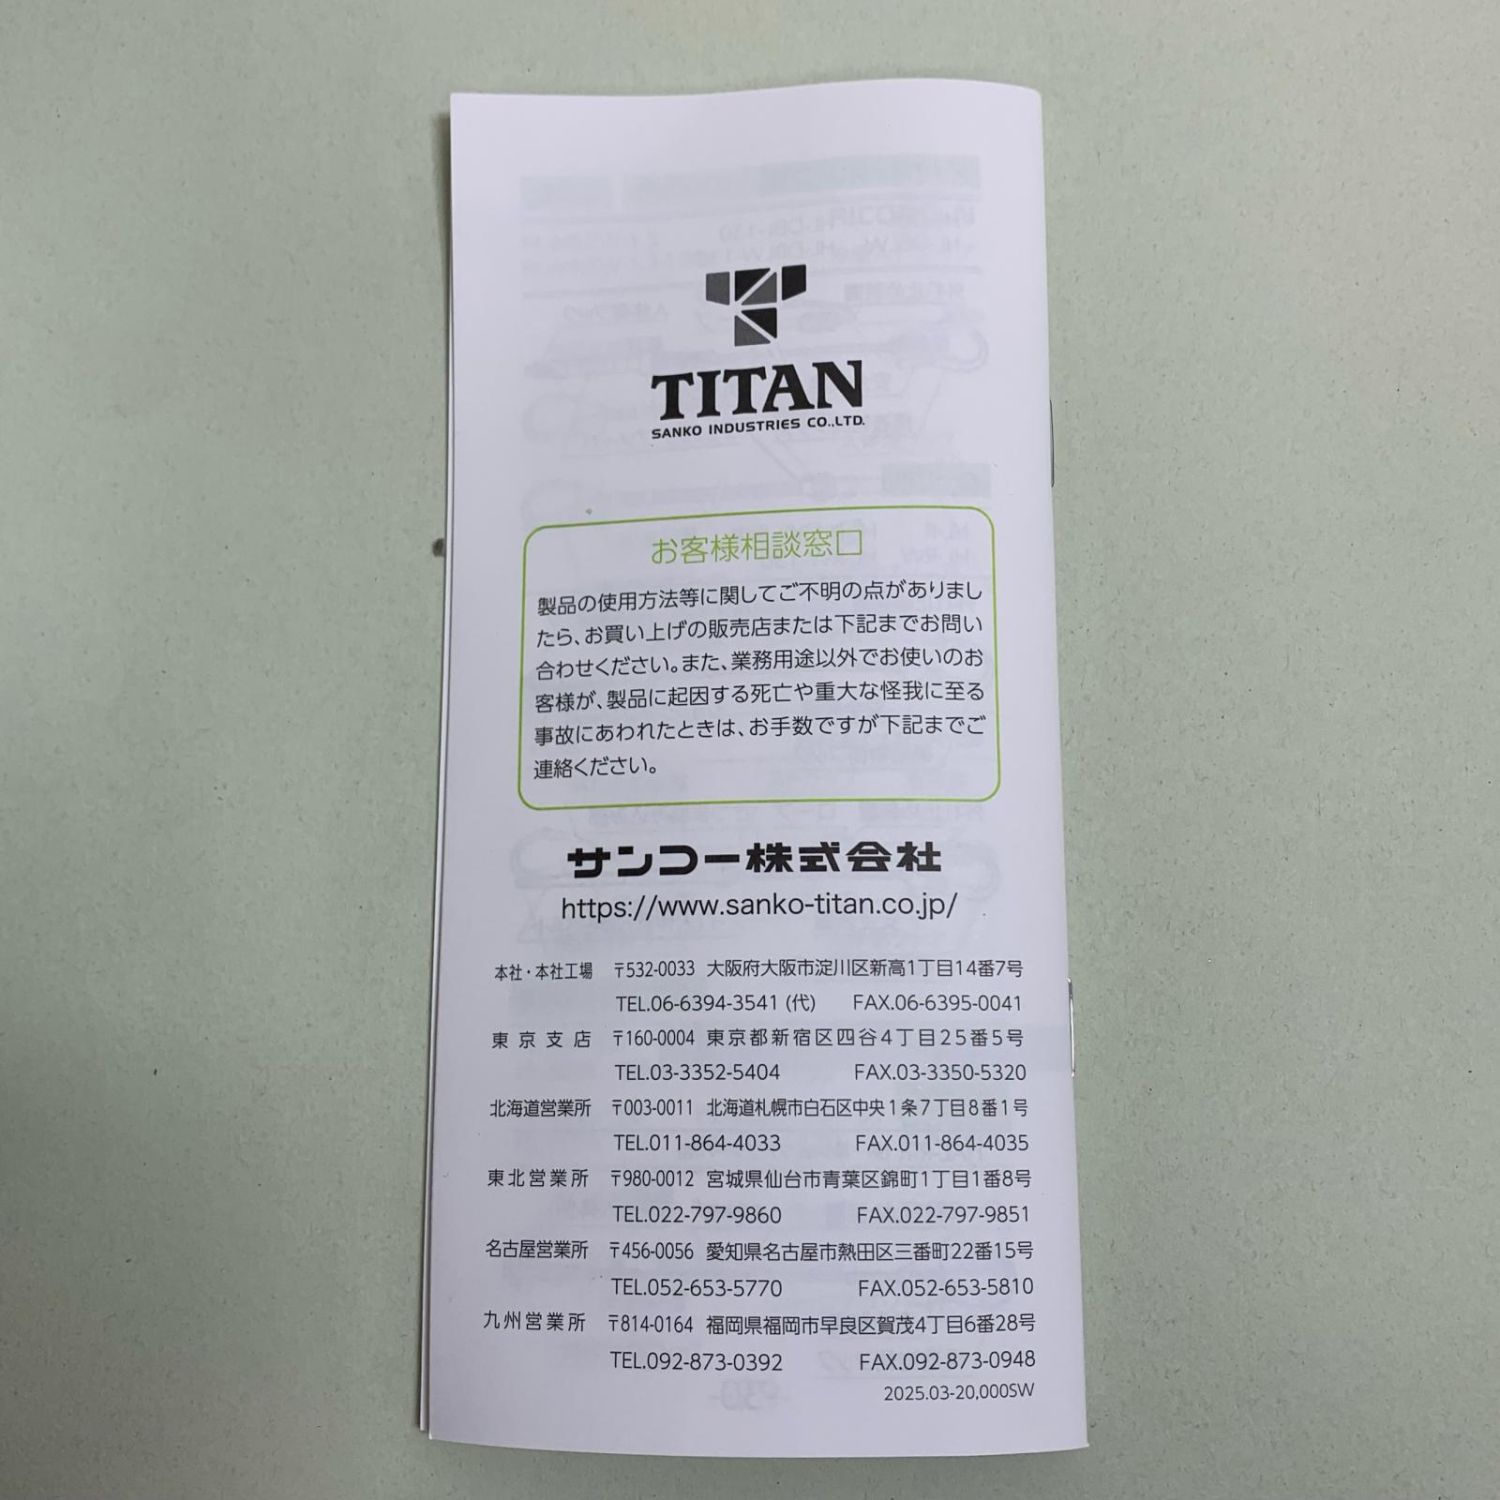 TITAN
SANKO INDUSTRIES CO.,LTD.
お客様相談窓口
製品の使用方法等に関してご不明の点がありまし
たら、お買い上げの販売店または下記までお問い
合わせください。また、業務用途以外でお使いのお
客様が、製品に起因する死亡や重大な怪我に至る
事故にあわれたときは、お手数ですが下記までご
連絡ください。
サンコー株式会社
https://www.sanko-titan.co.jp/
本社・本社工場 〒532-0033 大阪府大阪市淀川区新高1丁目14番7号
TEL.06-6394-3541 (代) FAX.06-6395-0041
東京支店 〒160-0004 東京都新宿区四谷4丁目25番5号
TEL.03-3352-5404 FAX.03-3350-5320
北海道営業所 〒003-0011 北海道札幌市白石区中央1条7丁目8番1号
TEL.011-864-4033 FAX.011-864-4035
東北営業所 〒980-0012 宮城県仙台市青葉区錦町1丁目1番8号
TEL.022-797-9860 FAX.022-797-9851
名古屋営業所 〒456-0056 愛知県名古屋市熱田区三番町22番15号
TEL.052-653-5770 FAX.052-653-5810
九州営業所 〒814-0164 福岡県福岡市早良区賀茂4丁目6番28号
TEL.092-873-0392 FAX.092-873-0948
2025.03-20,000SW